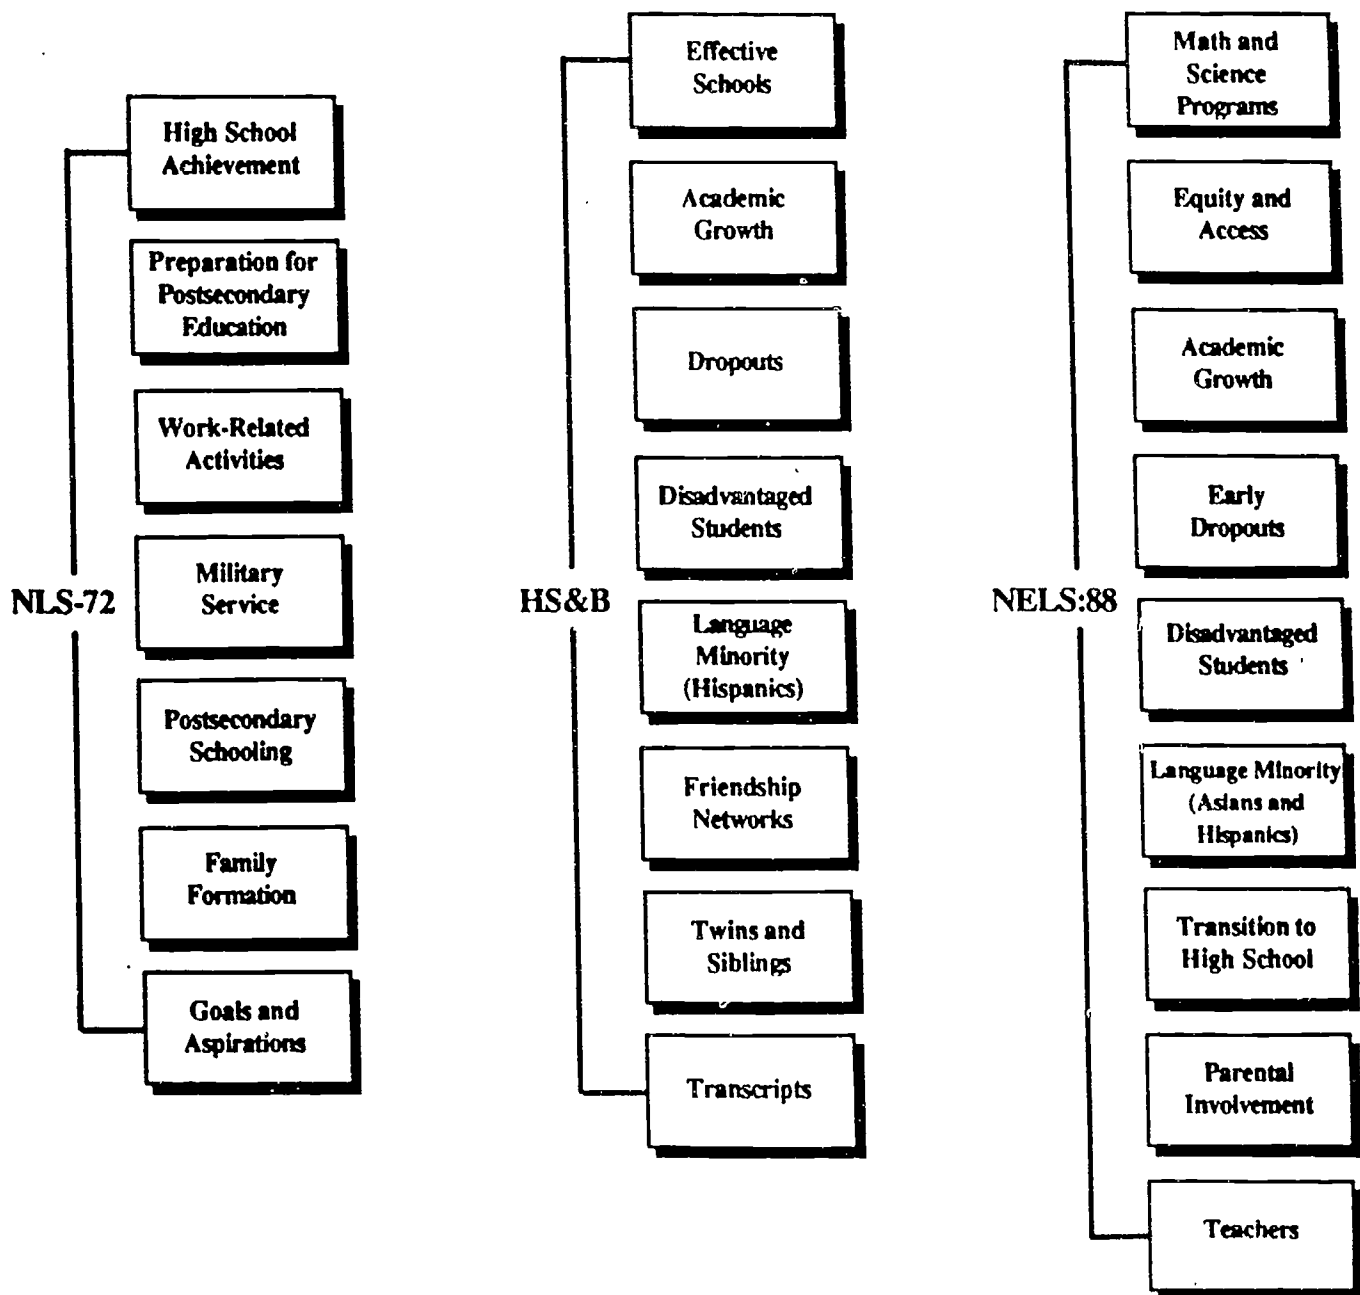 NLS-72
High School
Achievement
Preparation for
Postsecondary
Education
Work-Related
Activities
Military
Service
Postsecondary
Schooling
Family
Formation
Goals and
Aspirations
HS&B
Effective
Schools
Academic
Growth
Dropouts
Disadvantaged
Students
Language
Minority
(Hispanics)
Friendship
Networks
Twins and
Siblings
Transcripts
NELS:88
Math and
Science
Programs
Equity and
Access
Academic
Growth
Early
Dropouts
Disadvantaged
Students
Language Minority
(Asians and
Hispanics)
Transition to
High School
Parental
Involvement
Teachers